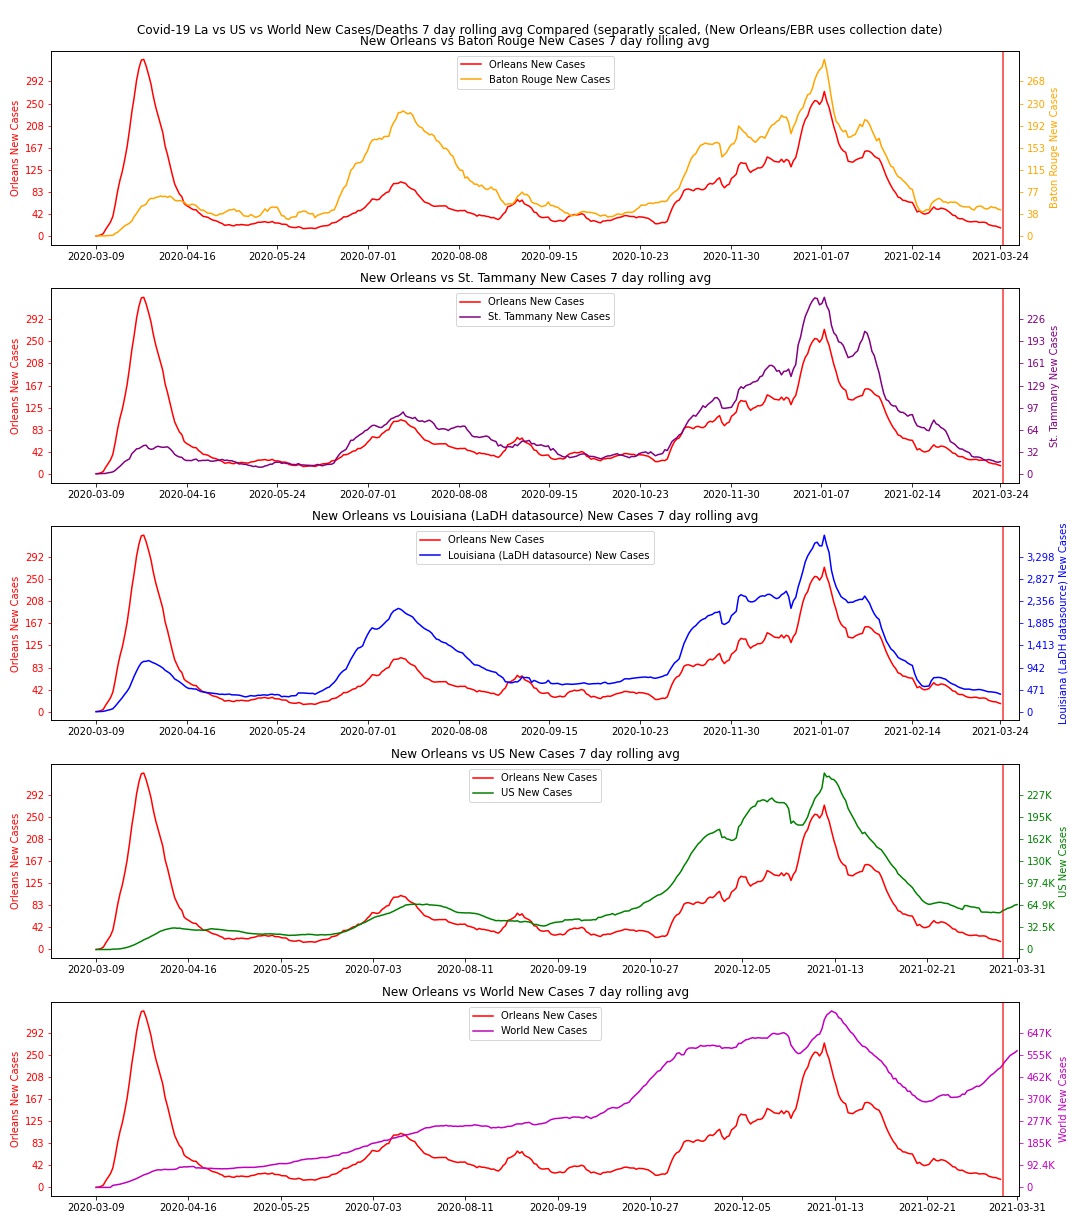 Covid-19 La vs US vs World New Cases/Deaths 7 day rolling avg Compared (separatly scaled, (New Orleans/EBR uses collection date)
New Orleans vs Baton Rouge New Cases 7 day rolling avg
Orleans New Cases
Baton Rouge New Cases
Orleans New Cases
292
250
208
167
125
83
42
0
268
230
192
153
115
77
38
0
Baton Rouge New Cases
2020-03-09 2020-04-16 2020-05-24 2020-07-01 2020-08-08 2020-09-15 2020-10-23 2020-11-30 2021-01-07 2021-02-14 2021-03-24
New Orleans vs St. Tammany New Cases 7 day rolling avg
Orleans New Cases
St. Tammany New Cases
Orleans New Cases
292
250
208
167
125
83
42
0
226
193
161
129
97
64
32
0
St. Tammany New Cases
2020-03-09 2020-04-16 2020-05-24 2020-07-01 2020-08-08 2020-09-15 2020-10-23 2020-11-30 2021-01-07 2021-02-14 2021-03-24
New Orleans vs Louisiana (LaDH datasource) New Cases 7 day rolling avg
Orleans New Cases
Louisiana (LaDH datasource) New Cases
Orleans New Cases
292
250
208
167
125
83
42
0
3,298
2,827
2,356
1,885
1,413
942
471
0
Louisiana (LaDH datasource) New Cases
2020-03-09 2020-04-16 2020-05-24 2020-07-01 2020-08-08 2020-09-15 2020-10-23 2020-11-30 2021-01-07 2021-02-14 2021-03-24
New Orleans vs US New Cases 7 day rolling avg
Orleans New Cases
US New Cases
Orleans New Cases
292
250
208
167
125
83
42
0
227K
195K
162K
130K
97.4K
64.9K
32.5K
0
US New Cases
2020-03-09 2020-04-16 2020-05-25 2020-07-03 2020-08-11 2020-09-19 2020-10-27 2020-12-05 2021-01-13 2021-02-21 2021-03-31
New Orleans vs World New Cases 7 day rolling avg
Orleans New Cases
World New Cases
Orleans New Cases
292
250
208
167
125
83
42
0
647K
555K
462K
370K
277K
185K
92.4K
0
World New Cases
2020-03-09 2020-04-16 2020-05-25 2020-07-03 2020-08-11 2020-09-19 2020-10-27 2020-12-05 2021-01-13 2021-02-21 2021-03-31